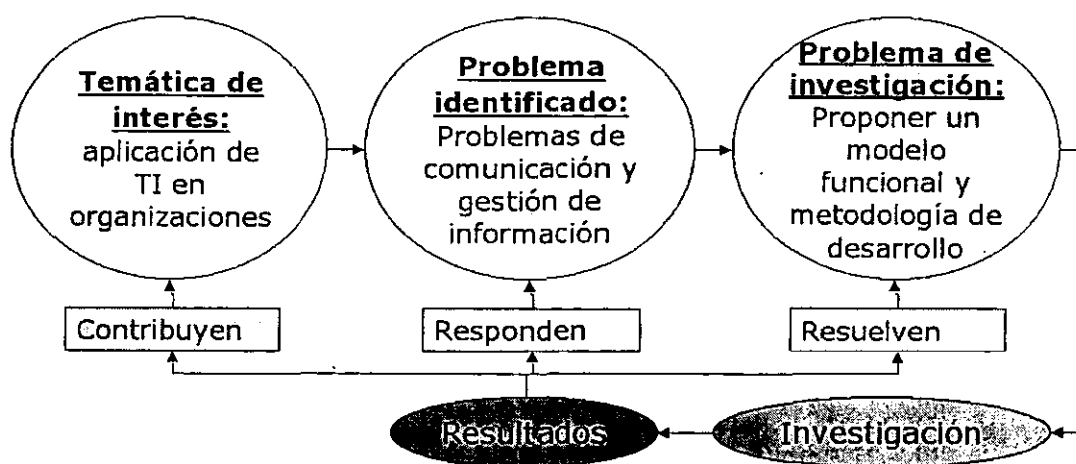 Temática de
interés:
aplicación de
TI en
organizaciones
Problema
identificado:
Problemas de
comunicación y
gestión de
información
Problema de
investigación:
Proponer un
modelo
funcional y
metodología de
desarrollo
Contribuyen
Responden
Resuelven
Resultados
Investigación